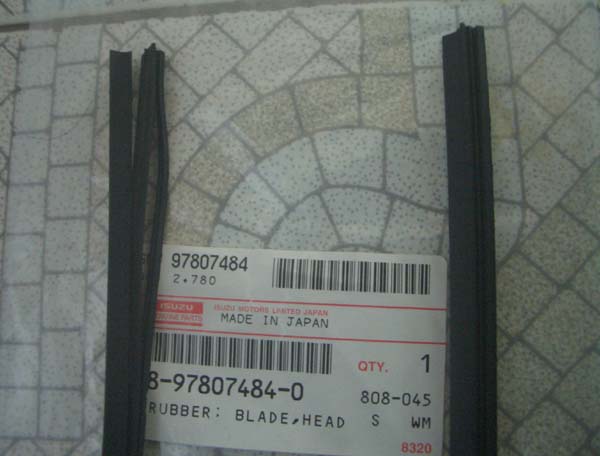 97807484
2.780
ISUZU
ISUZU MOTORS LIMITED JAPAN
PARTS
MADE IN JAPAN
QTY. 1
8-97807484-0
808-045
RUBBER; BLADE,HEAD S WM
8320